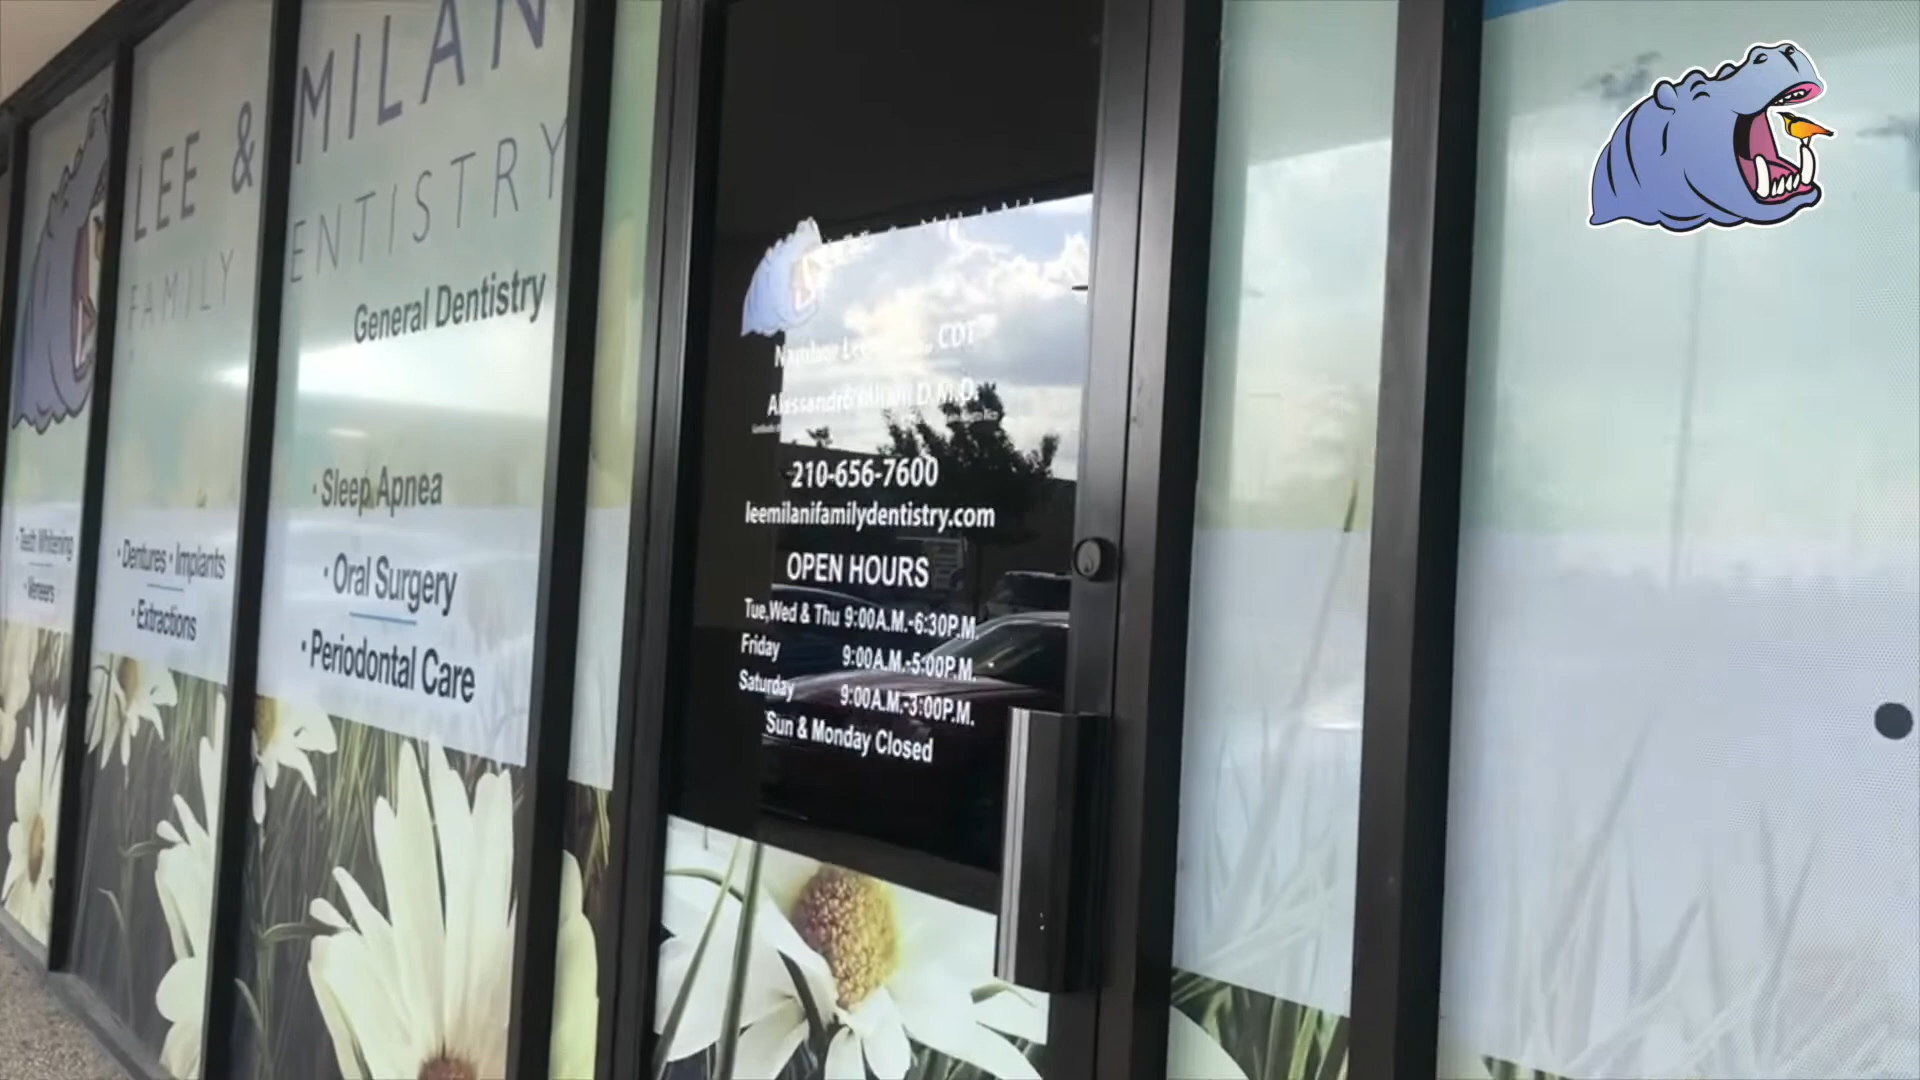 LEE & MILAN
FAMILY DENTISTRY
General Dentistry
· Teeth Whitening
· Veneers
· Dentures · Implants
· Extractions
· Sleep Apnea
· Oral Surgery
· Periodontal Care
Lee CDT
Alessandro D.M.D.
210-656-7600
leemilanifamilydentistry.com
OPEN HOURS
Tue,Wed & Thu 9:00A.M.-6:30P.M.
Friday 9:00A.M.-5:00P.M.
Saturday 9:00A.M.-3:00P.M.
Sun & Monday Closed